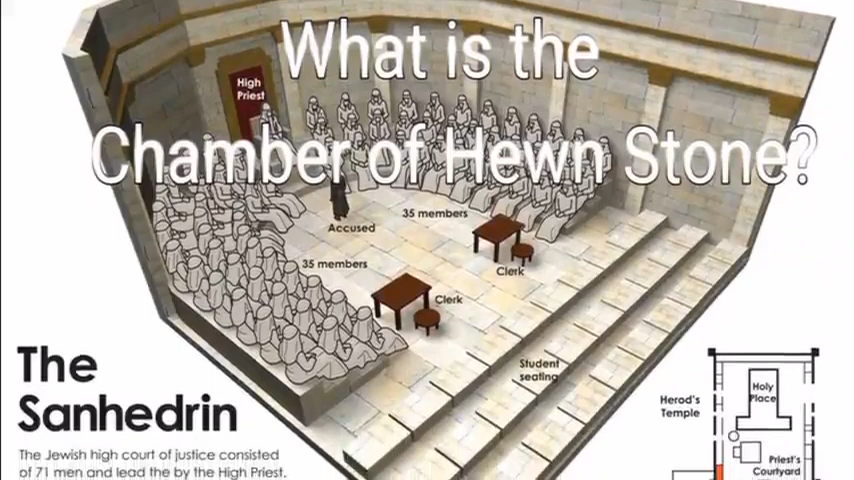 What is the
Chamber of Hewn Stone?
High
Priest
35 members
Accused
35 members
Clerk
Clerk
Student
seating
The
Sanhedrin
The Jewish high court of justice consisted
of 71 men and lead the by the High Priest.
Herod's
Temple
Holy
Place
Priest's
Courtyard